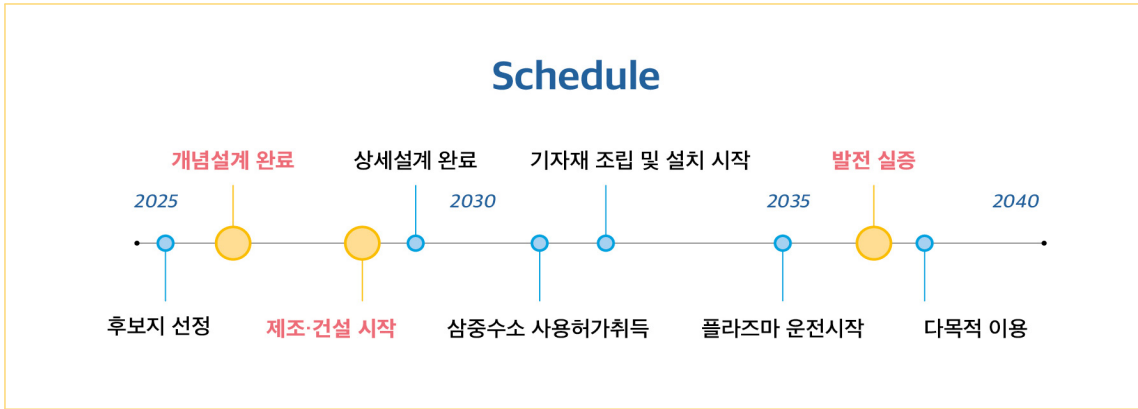 Schedule
개념설계 완료
상세설계 완료
기자재 조립 및 설치 시작
발전 실증
2025
2030
2035
2040
후보지 선정
제조·건설 시작
삼중수소 사용허가취득
플라즈마 운전시작
다목적 이용